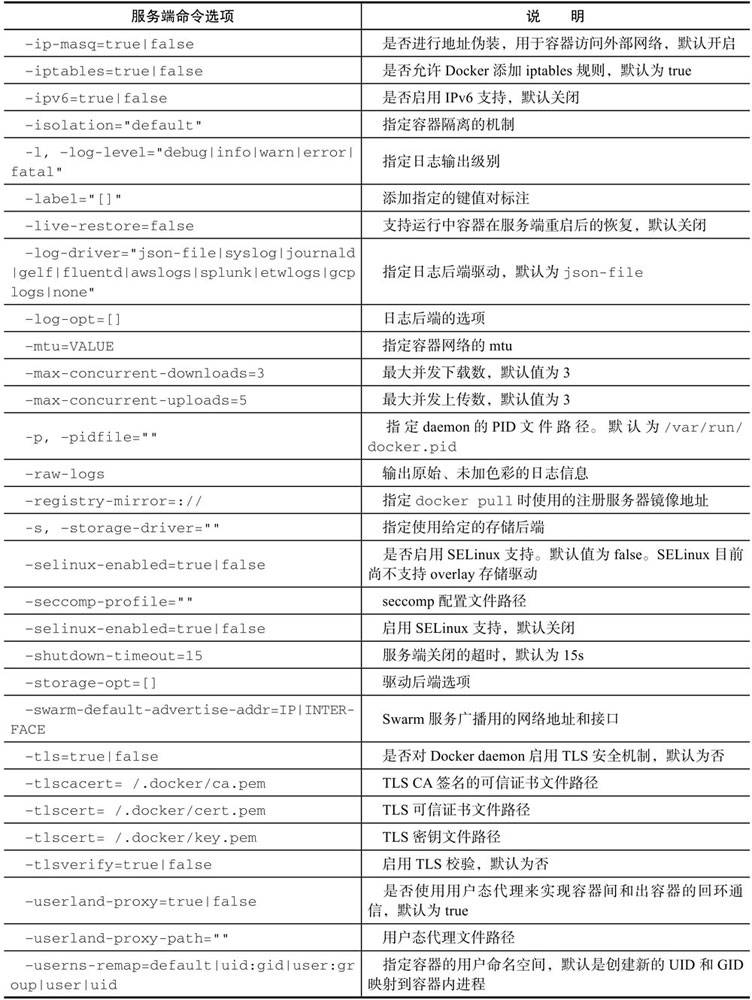 服务端命令选项 说 明
-ip-masq=true|false 是否进行地址伪装，用于容器访问外部网络，默认开启
-iptables=true|false 是否允许 Docker 添加 iptables 规则，默认为 true
-ipv6=true|false 是否启用 IPv6 支持，默认关闭
-isolation="default" 指定容器隔离的机制
-l, -log-level="debug|info|warn|error|
fatal" 指定日志输出级别
-label="[]" 添加指定的键值对标注
-live-restore=false 支持运行中容器在服务端重启后的恢复，默认关闭
-log-driver="json-file|syslog|journald
|gelf|fluentd|awslogs|splunk|etwlogs|gcp
logs|none" 指定日志后端驱动，默认为 json-file
-log-opt=[] 日志后端的选项
-mtu=VALUE 指定容器网络的 mtu
-max-concurrent-downloads=3 最大并发下载数，默认值为 3
-max-concurrent-uploads=5 最大并发上传数，默认值为 3
-p, -pidfile="" 指定 daemon 的 PID 文件路径。默认为 /var/run/
docker.pid
-raw-logs 输出原始、未加色彩的日志信息
-registry-mirror=:// 指定 docker pull 时使用的注册服务器镜像地址
-s, -storage-driver="" 指定使用给定的存储后端
-selinux-enabled=true|false 是否启用 SELinux 支持。默认值为 false。SELinux 目前
尚不支持 overlay 存储驱动
-seccomp-profile="" seccomp 配置文件路径
-selinux-enabled=true|false 启用 SELinux 支持，默认关闭
-shutdown-timeout=15 服务端关闭的超时，默认为 15s
-storage-opt=[] 驱动后端选项
-swarm-default-advertise-addr=IP|INTER-
FACE Swarm 服务广播用的网络地址和接口
-tls=true|false 是否对 Docker daemon 启用 TLS 安全机制，默认为否
-tlscacert= /.docker/ca.pem TLS CA 签名的可信证书文件路径
-tlscert= /.docker/cert.pem TLS 可信证书文件路径
-tlscert= /.docker/key.pem TLS 密钥文件路径
-tlsverify=true|false 启用 TLS 校验，默认为否
-userland-proxy=true|false 是否使用用户态代理来实现容器间和出容器的回环通
信，默认为 true
-userland-proxy-path="" 用户态代理文件路径
-userns-remap=default|uid:gid|user:gr
oup|user|uid 指定容器的用户命名空间，默认是创建新的 UID 和 GID
映射到容器内进程